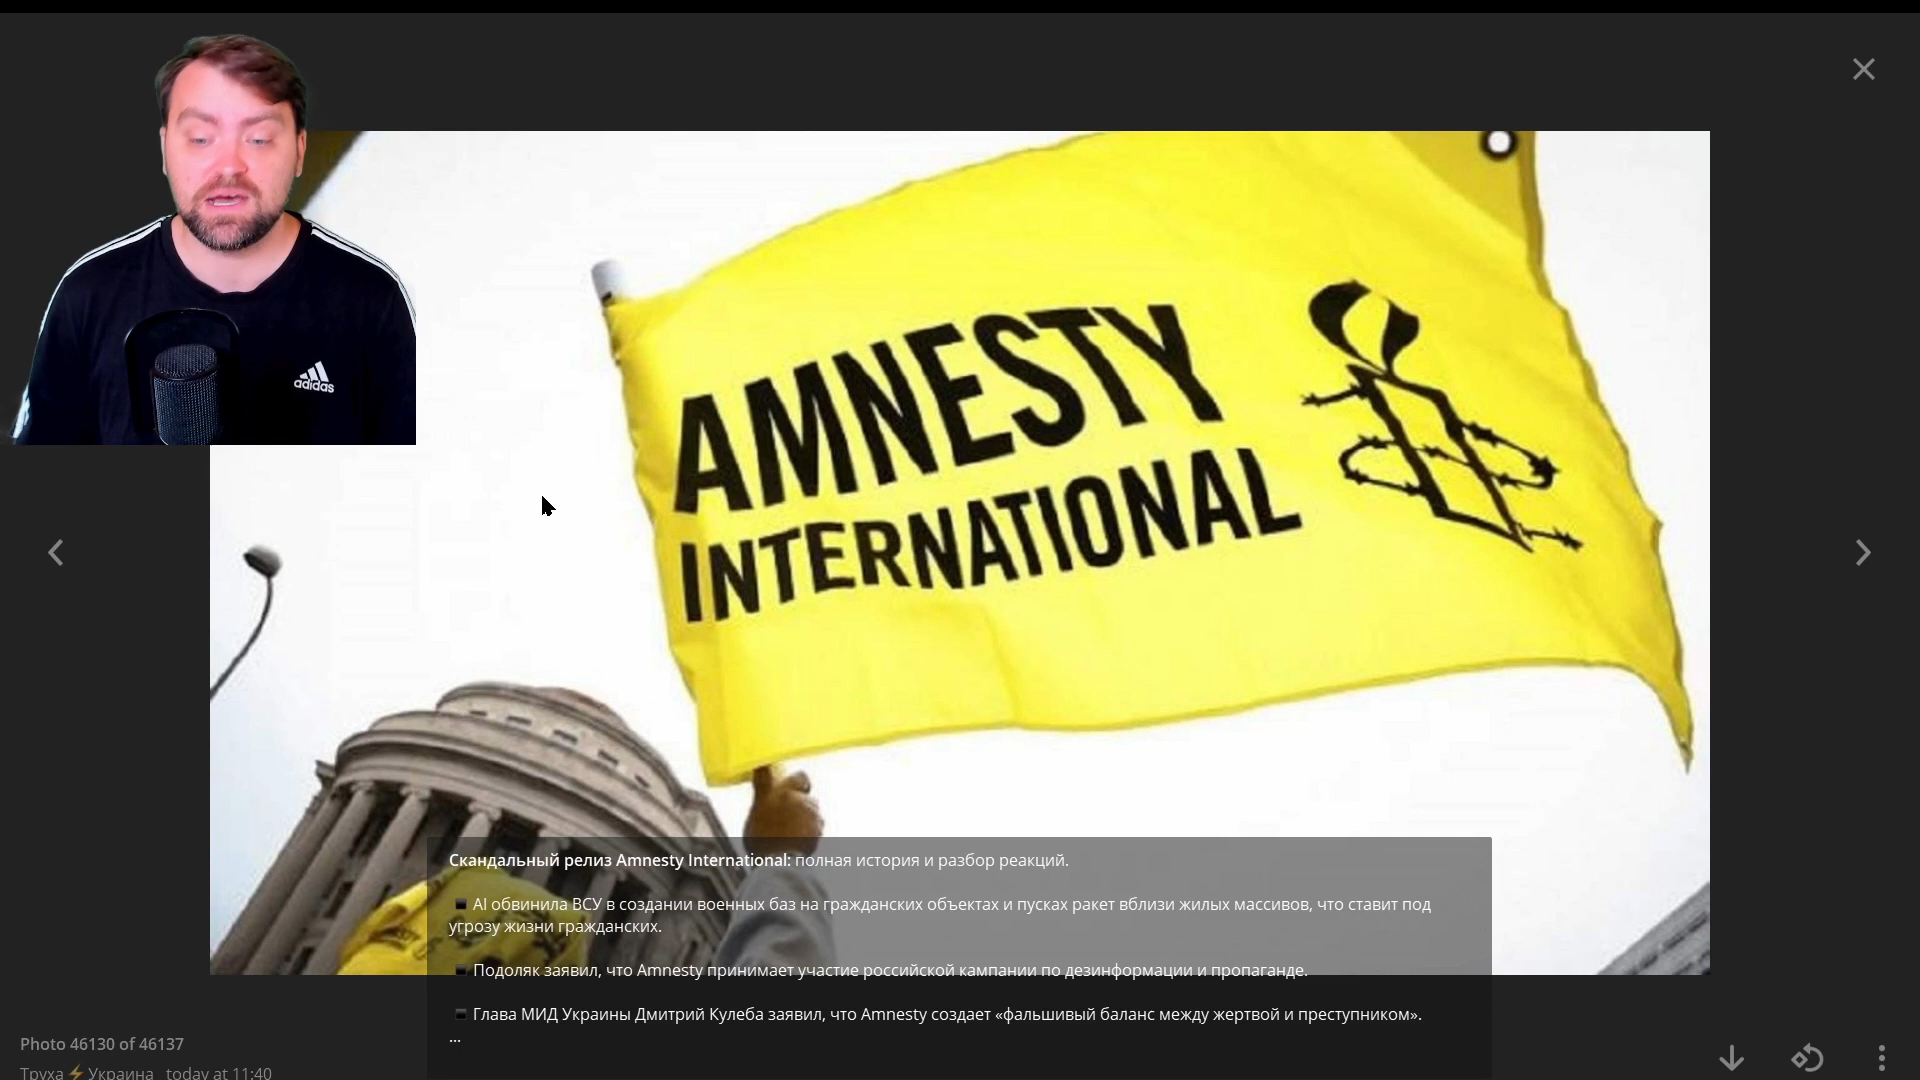 adidas
AMNESTY
INTERNATIONAL
Скандальный релиз Amnesty International: полная история и разбор реакций.
▪ AI обвинила ВСУ в создании военных баз на гражданских объектах и пусках ракет вблизи жилых массивов, что ставит под
угрозу жизни гражданских.
▪ Подоляк заявил, что Amnesty принимает участие российской кампании по дезинформации и пропаганде.
▪ Глава МИД Украины Дмитрий Кулеба заявил, что Amnesty создает «фальшивый баланс между жертвой и преступником».
...
Photo 46130 of 46137
Труха⚡Украина today at 11:40